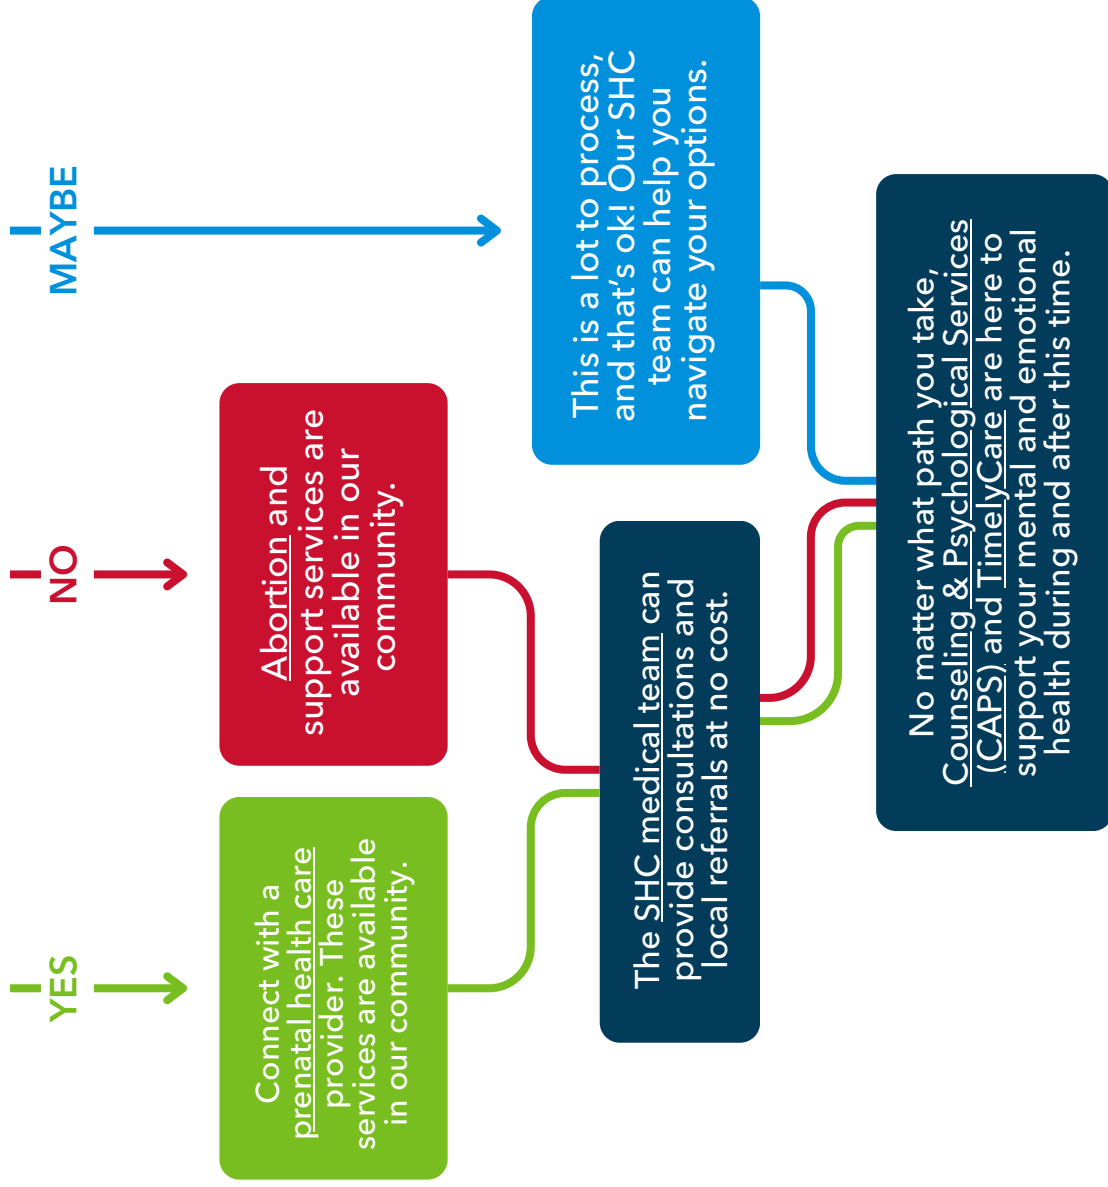 YES
Connect with a
prenatal health care
provider. These
services are available
in our community.
NO
Abortion and
support services are
available in our
community.
MAYBE
This is a lot to process,
and that's ok! Our SHC
team can help you
navigate your options.
The SHC medical team can
provide consultations and
local referrals at no cost.
No matter what path you take,
Counseling & Psychological Services
(CAPS) and TimelyCare are here to
support your mental and emotional
health during and after this time.